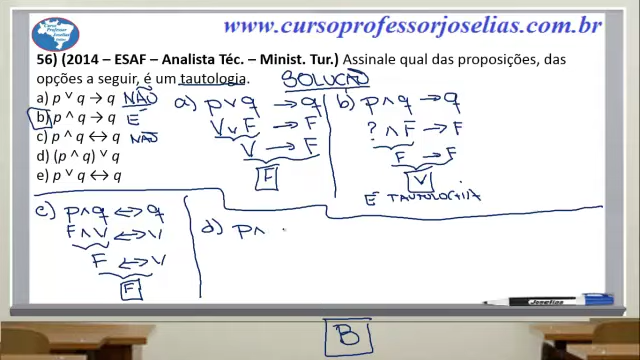 www.cursoprofessorjoselias.com.br
56) (2014 – ESAF – Analista Téc. – Minist. Tur.) Assinale qual das proposições, das
opções a seguir, é um tautologia.
SOLUÇÃO
a) p ∨ q → q NÃO
b) p ∧ q → q É
c) p ∧ q ↔ q NÃO
d) (p ∧ q) ∨ q
e) p ∨ q ↔ q
a) p ∨ q → q
V ∨ F → F
V → F
F
b) p ∧ q → q
? ∧ F → F
F → F
V
É TAUTOLOGIA
c) p ∧ q ↔ q
F ∧ V ↔ V
F ↔ V
F
d) p ∧
Joselias
B